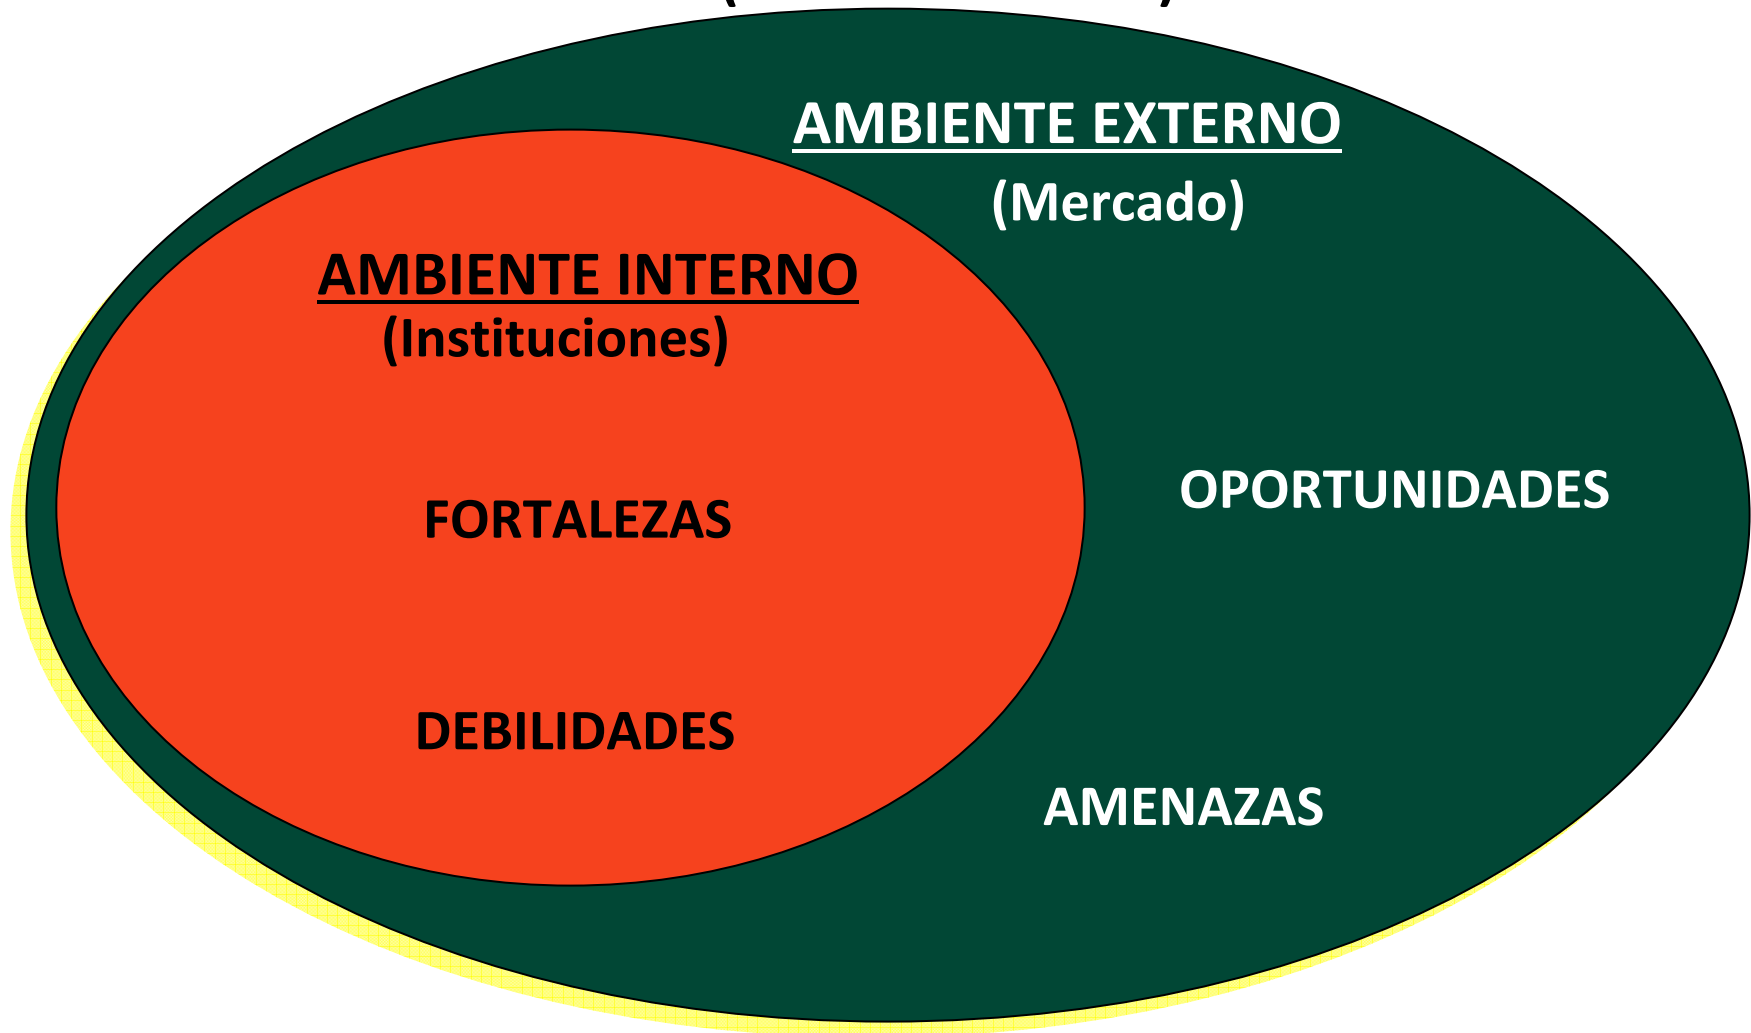 AMBIENTE EXTERNO
(Mercado)
AMBIENTE INTERNO
(Instituciones)
FORTALEZAS
OPORTUNIDADES
DEBILIDADES
AMENAZAS